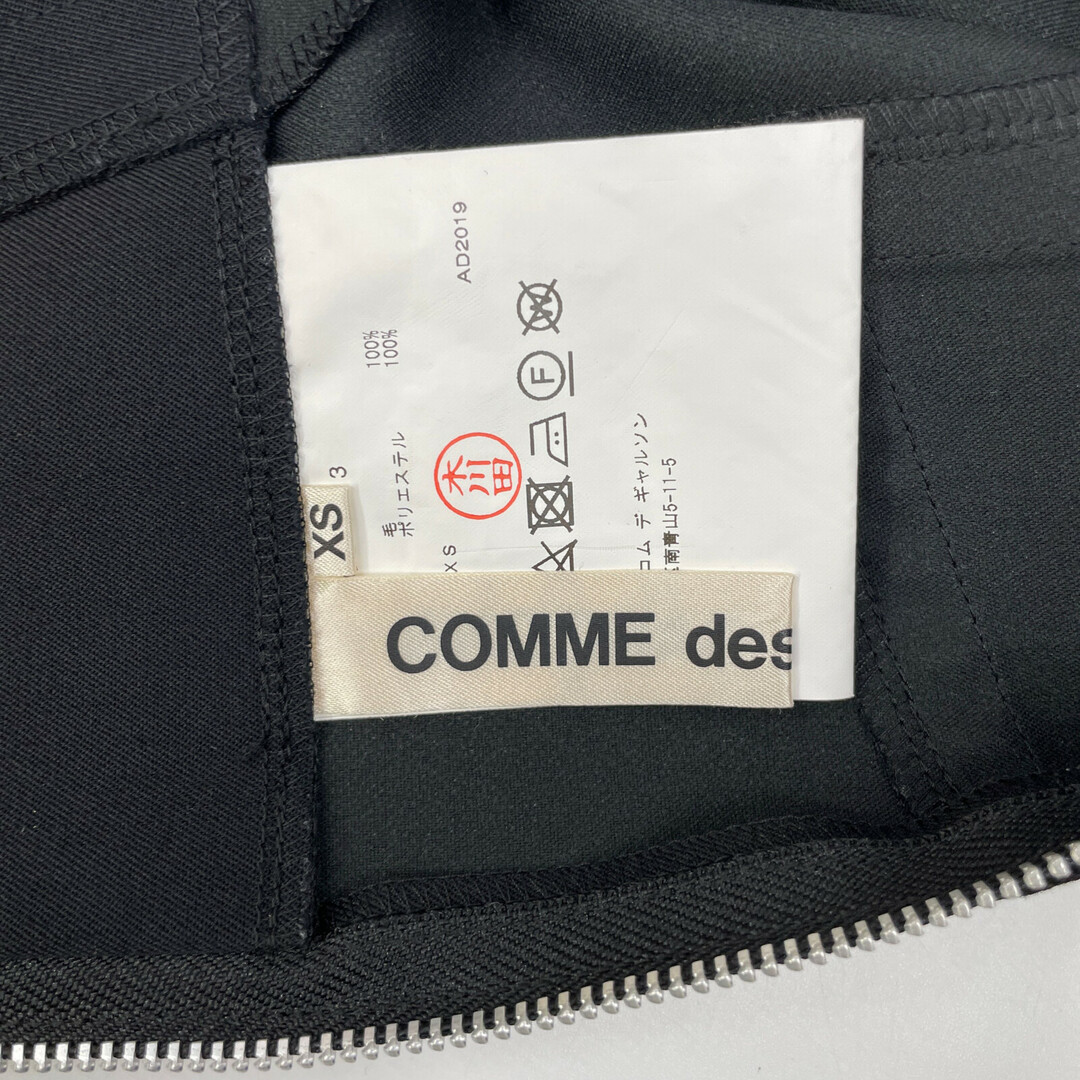 COMME des
XS
3
毛 100%
ポリエステル 100%
XS
AD2019
木田川
F
W
コム デ ギャルソン
南青山5-11-5